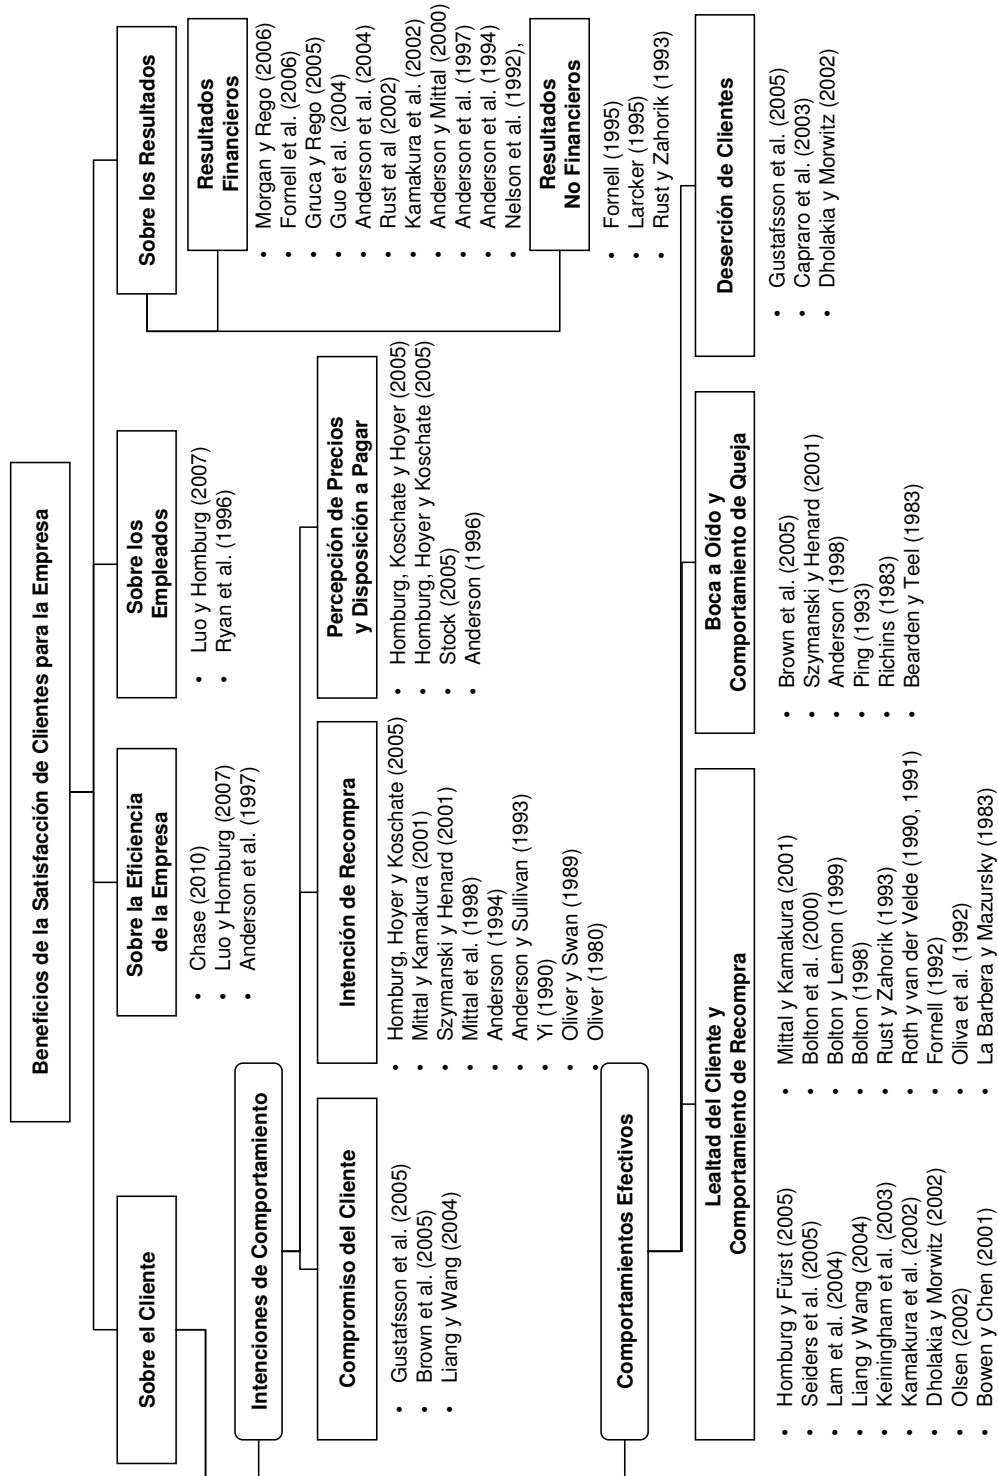 Beneficios de la Satisfacción de Clientes para la Empresa
Sobre el Cliente
Sobre la Eficiencia
de la Empresa
• Chase (2010)
• Luo y Homburg (2007)
• Anderson et al. (1997)
Sobre los
Empleados
• Luo y Homburg (2007)
• Ryan et al. (1996)
Sobre los Resultados
Resultados
Financieros
• Morgan y Rego (2006)
• Fornell et al. (2006)
• Gruca y Rego (2005)
• Guo et al. (2004)
• Anderson et al. (2004)
• Rust et al (2002)
• Kamakura et al. (2002)
• Anderson y Mittal (2000)
• Anderson et al. (1997)
• Anderson et al. (1994)
• Nelson et al. (1992),
Resultados
No Financieros
• Fornell (1995)
• Larcker (1995)
• Rust y Zahorik (1993)
Intenciones de Comportamiento
Compromiso del Cliente
• Gustafsson et al. (2005)
• Brown et al. (2005)
• Liang y Wang (2004)
Intención de Recompra
• Homburg, Hoyer y Koschate (2005)
• Mittal y Kamakura (2001)
• Szymanski y Henard (2001)
• Mittal et al. (1998)
• Anderson (1994)
• Anderson y Sullivan (1993)
• Yi (1990)
• Oliver y Swan (1989)
• Oliver (1980)
Percepción de Precios
y Disposición a Pagar
• Homburg, Koschate y Hoyer (2005)
• Homburg, Hoyer y Koschate (2005)
• Stock (2005)
• Anderson (1996)
Comportamientos Efectivos
Lealtad del Cliente y
Comportamiento de Recompra
• Homburg y Fürst (2005)
• Seiders et al. (2005)
• Lam et al. (2004)
• Liang y Wang (2004)
• Keiningham et al. (2003)
• Kamakura et al. (2002)
• Dholakia y Morwitz (2002)
• Olsen (2002)
• Bowen y Chen (2001)
• Mittal y Kamakura (2001)
• Bolton et al. (2000)
• Bolton y Lemon (1999)
• Bolton (1998)
• Rust y Zahorik (1993)
• Roth y van der Velde (1990, 1991)
• Fornell (1992)
• Oliva et al. (1992)
• La Barbera y Mazursky (1983)
Boca a Oído y
Comportamiento de Queja
• Brown et al. (2005)
• Szymanski y Henard (2001)
• Anderson (1998)
• Ping (1993)
• Richins (1983)
• Bearden y Teel (1983)
Deserción de Clientes
• Gustafsson et al. (2005)
• Capraro et al. (2003)
• Dholakia y Morwitz (2002)